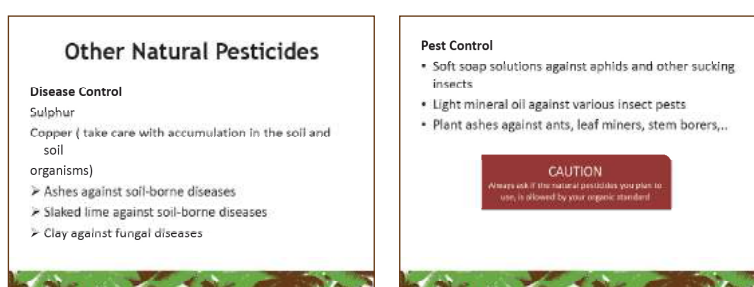 Other Natural Pesticides
Disease Control
Sulphur
Copper ( take care with accumulation in the soil and
soil
organisms)
➢ Ashes against soil-borne diseases
➢ Slaked lime against soil-borne diseases
➢ Clay against fungal diseases
Pest Control
• Soft soap solutions against aphids and other sucking
insects
• Light mineral oil against various insect pests
• Plant ashes against ants, leaf miners, stem borers,..
CAUTION
Always ask if the natural pesticides you plan to
use, is allowed by your organic standard